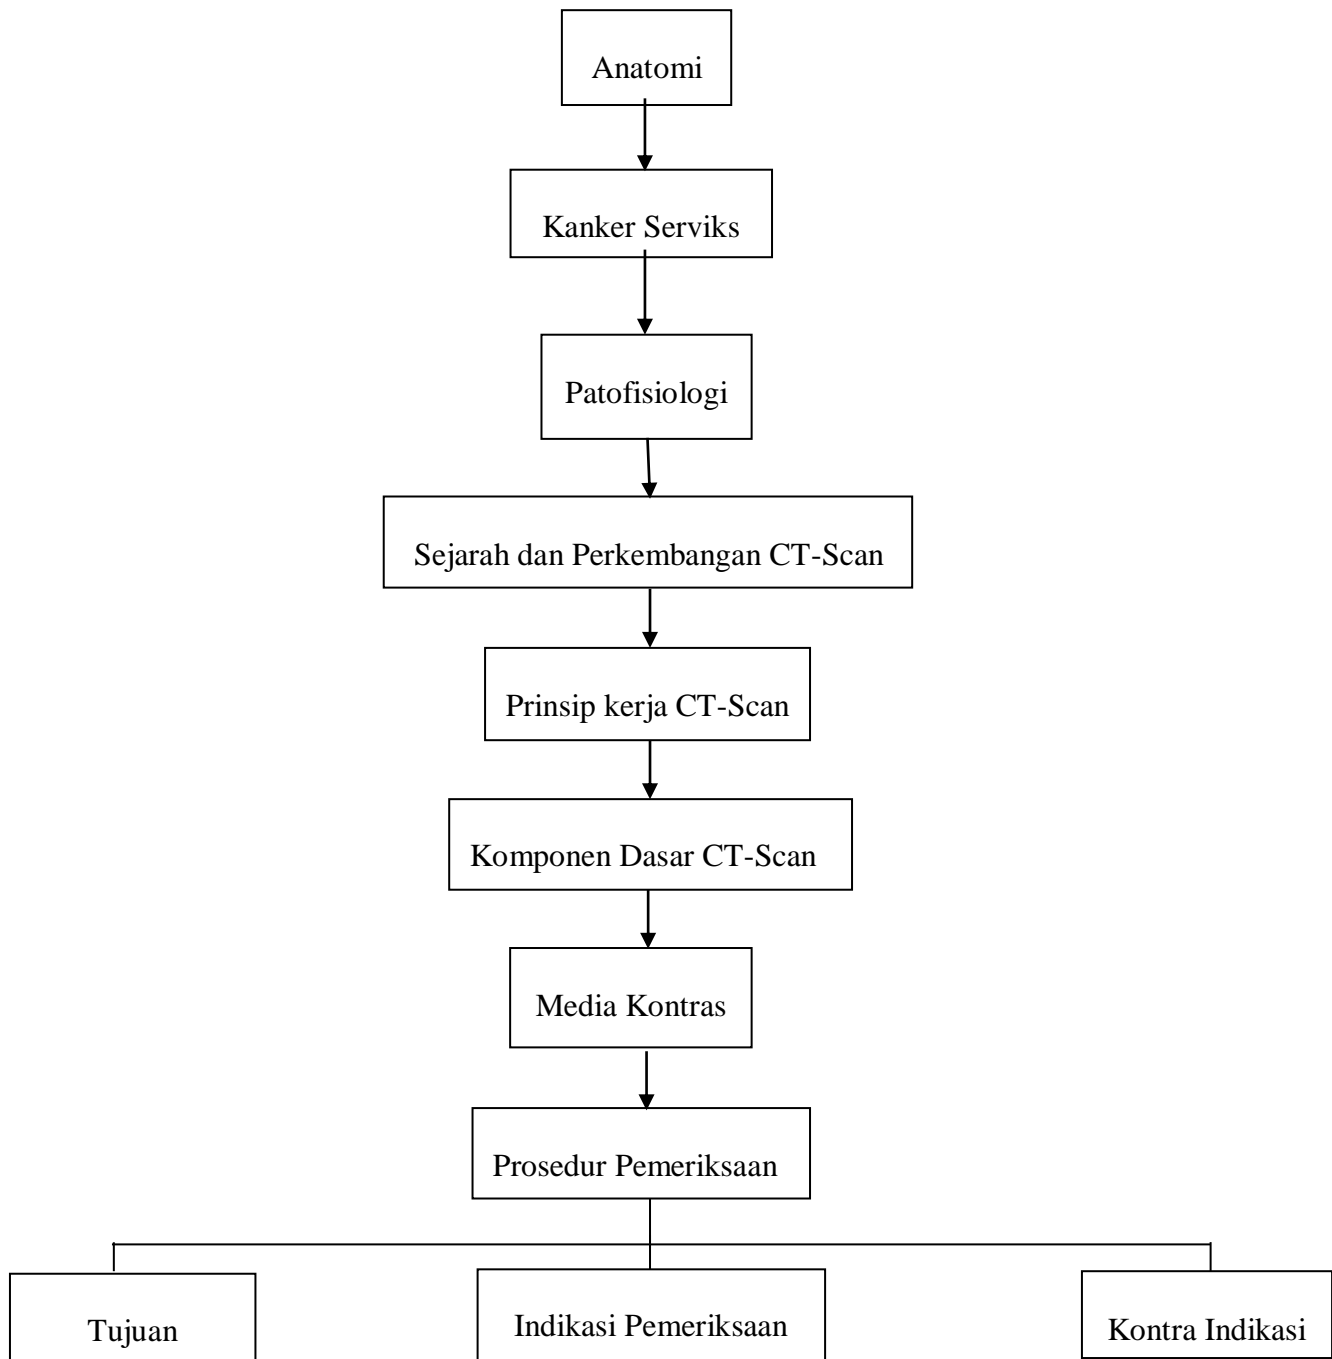 Anatomi
Kanker Serviks
Patofisiologi
Sejarah dan Perkembangan CT-Scan
Prinsip kerja CT-Scan
Komponen Dasar CT-Scan
Media Kontras
Prosedur Pemeriksaan
Tujuan
Indikasi Pemeriksaan
Kontra Indikasi